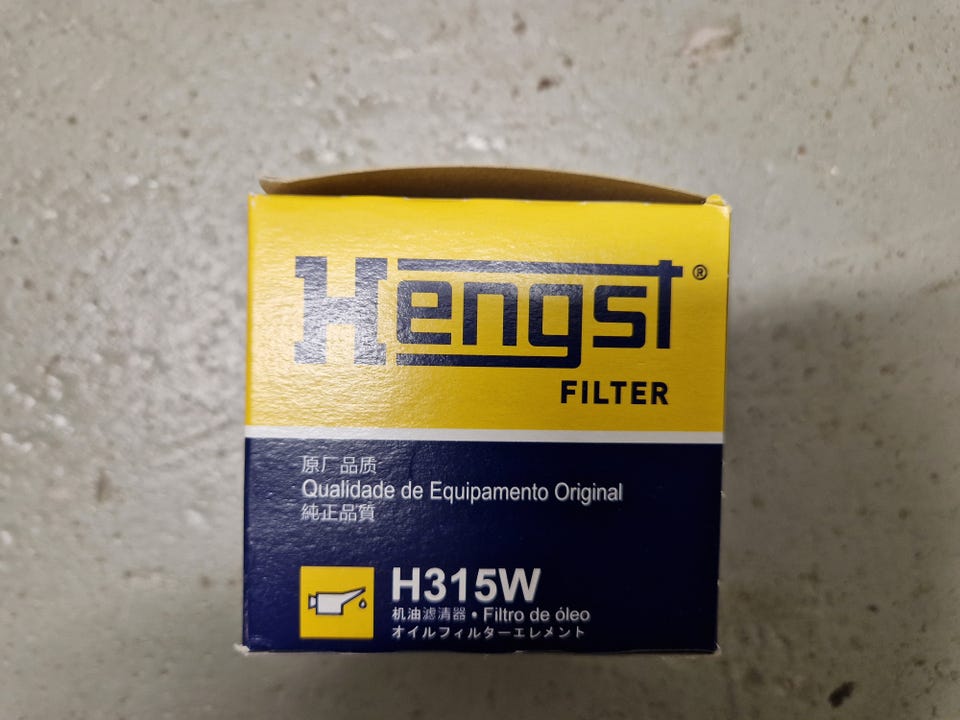 Hengst®
FILTER
原厂品质
Qualidade de Equipamento Original
純正品質
H315W
机油滤清器 • Filtro de óleo
オイルフィルターエレメント